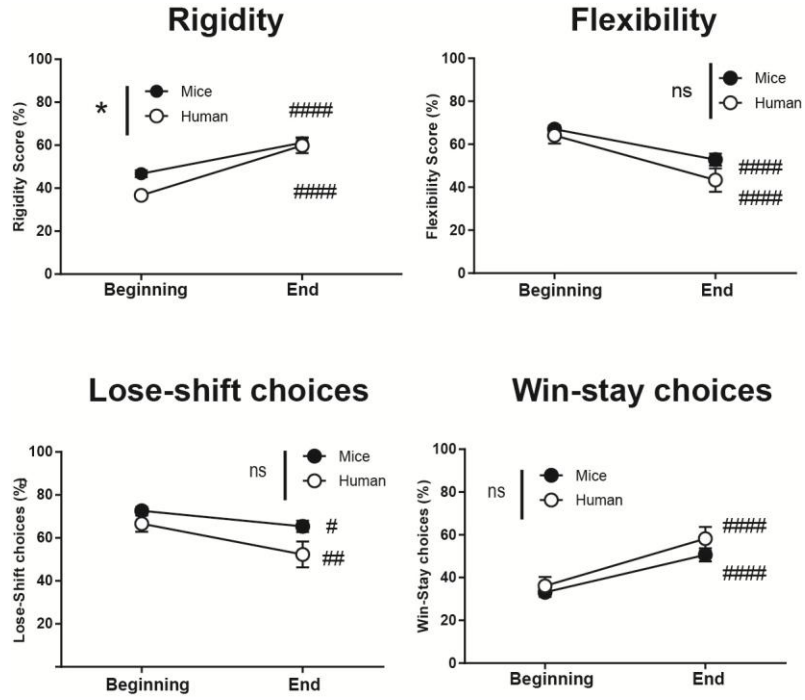 Rigidity
Rigidity Score (%)
100
80
60
40
20
0
*
Mice
Human
####
####
Beginning
End
Flexibility
Flexibility Score (%)
100
80
60
40
20
0
ns
Mice
Human
####
####
Beginning
End
Lose-shift choices
Lose-Shift choices (%)
100
80
60
40
20
0
ns
Mice
Human
#
##
Beginning
End
Win-stay choices
Win-Stay choices (%)
100
80
60
40
20
0
ns
Mice
Human
####
####
Beginning
End